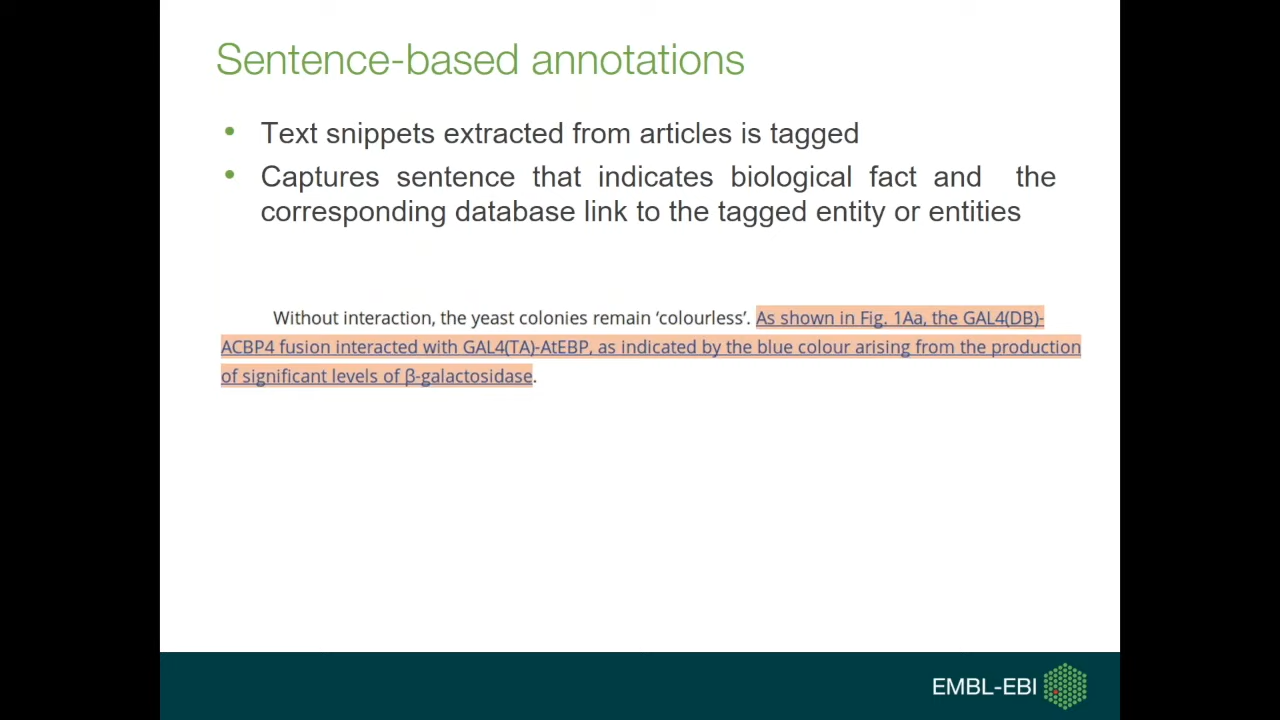 Sentence-based annotations
• Text snippets extracted from articles is tagged
• Captures sentence that indicates biological fact and the
corresponding database link to the tagged entity or entities
Without interaction, the yeast colonies remain ‘colourless’. As shown in Fig. 1Aa, the GAL4(DB)-
ACBP4 fusion interacted with GAL4(TA)-AtEBP, as indicated by the blue colour arising from the production
of significant levels of β-galactosidase.
EMBL-EBI